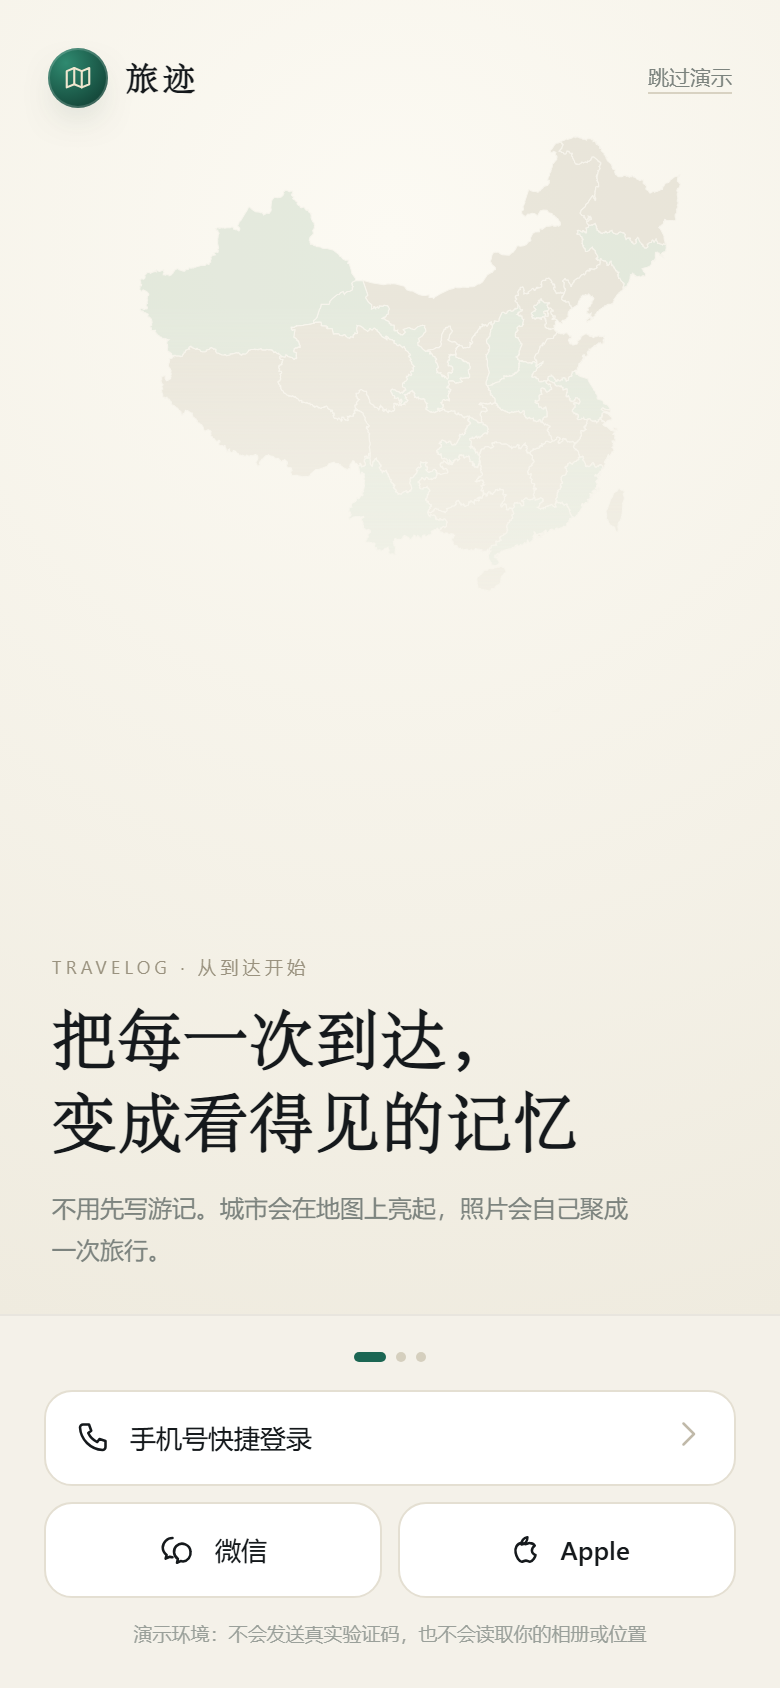 旅迹
跳过演示
TRAVELOG · 从到达开始
把每一次到达，
变成看得见的记忆
不用先写游记。城市会在地图上亮起，照片会自己聚成
一次旅行。
手机号快捷登录
微信
Apple
演示环境：不会发送真实验证码，也不会读取你的相册或位置